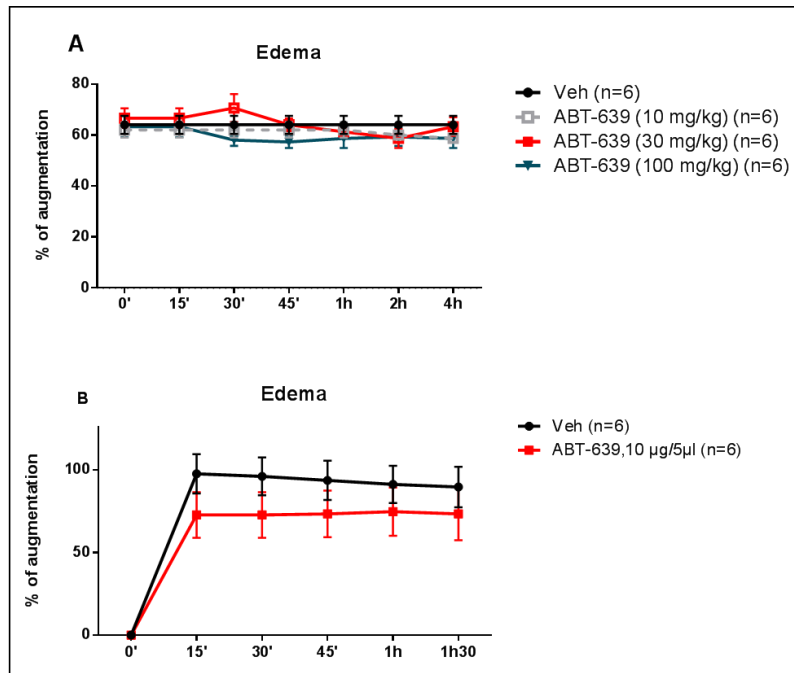 A
Edema
% of augmentation
80
60
40
20
0
0'
15'
30'
45'
1h
2h
4h
Veh (n=6)
ABT-639 (10 mg/kg) (n=6)
ABT-639 (30 mg/kg) (n=6)
ABT-639 (100 mg/kg) (n=6)
B
Edema
% of augmentation
100
50
0
0'
15'
30'
45'
1h
1h30
Veh (n=6)
ABT-639,10 µg/5µl (n=6)